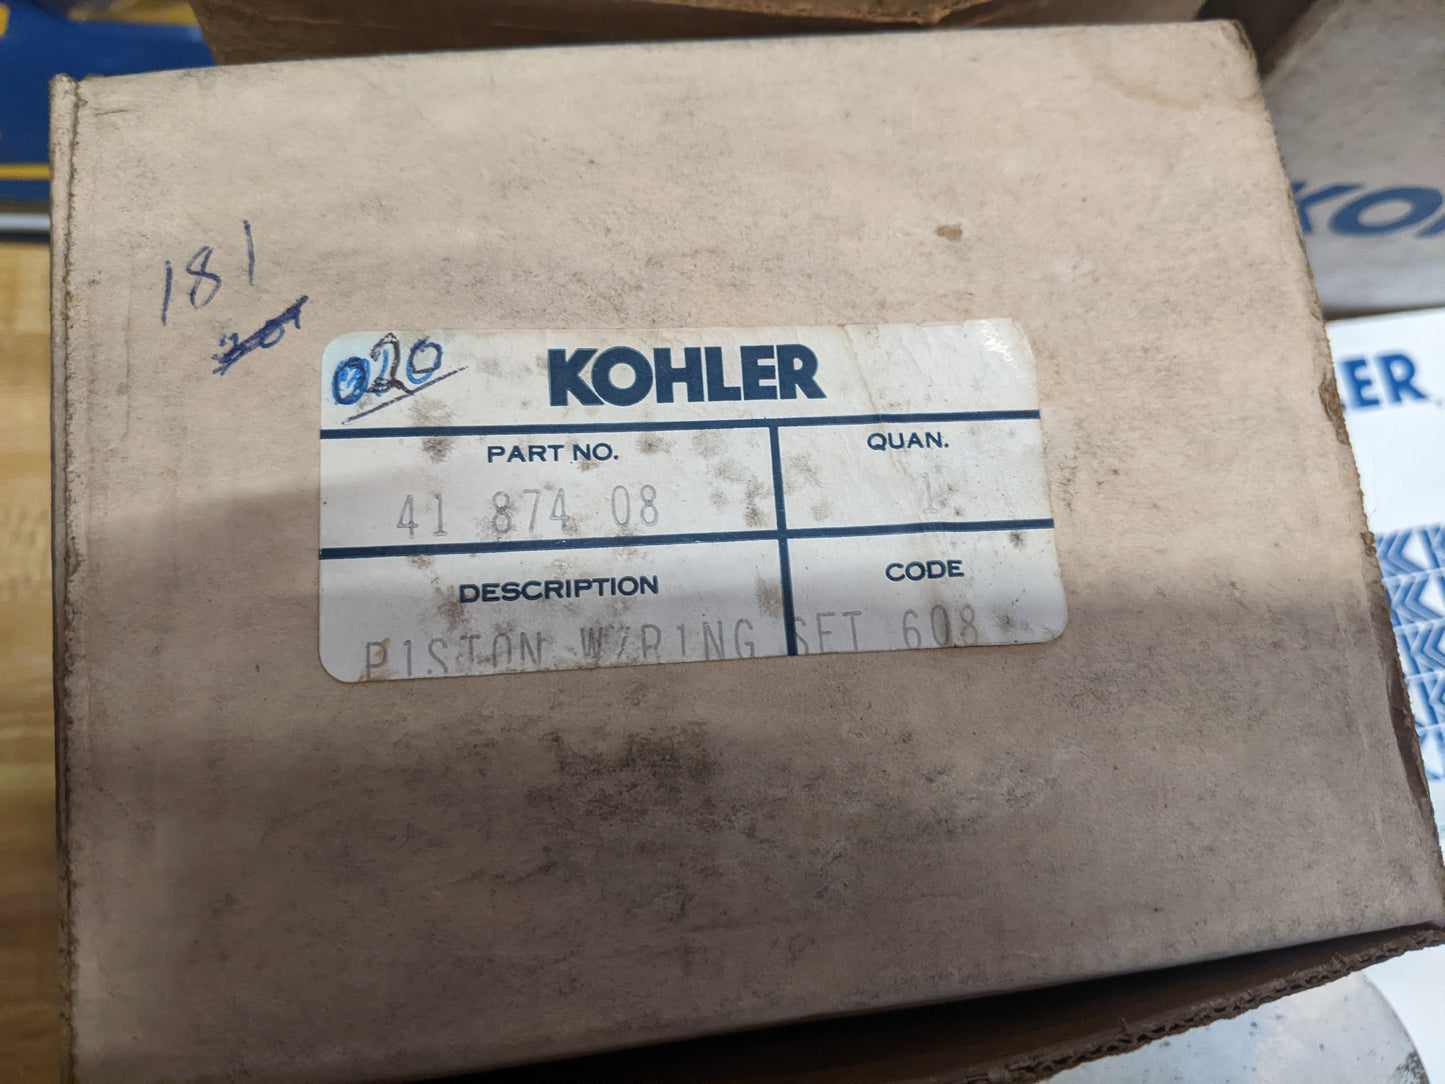 181
020
KOHLER
PART NO.
QUAN.
41 874 08
1
DESCRIPTION
CODE
PISTON W/RING SET 608
KO
ER